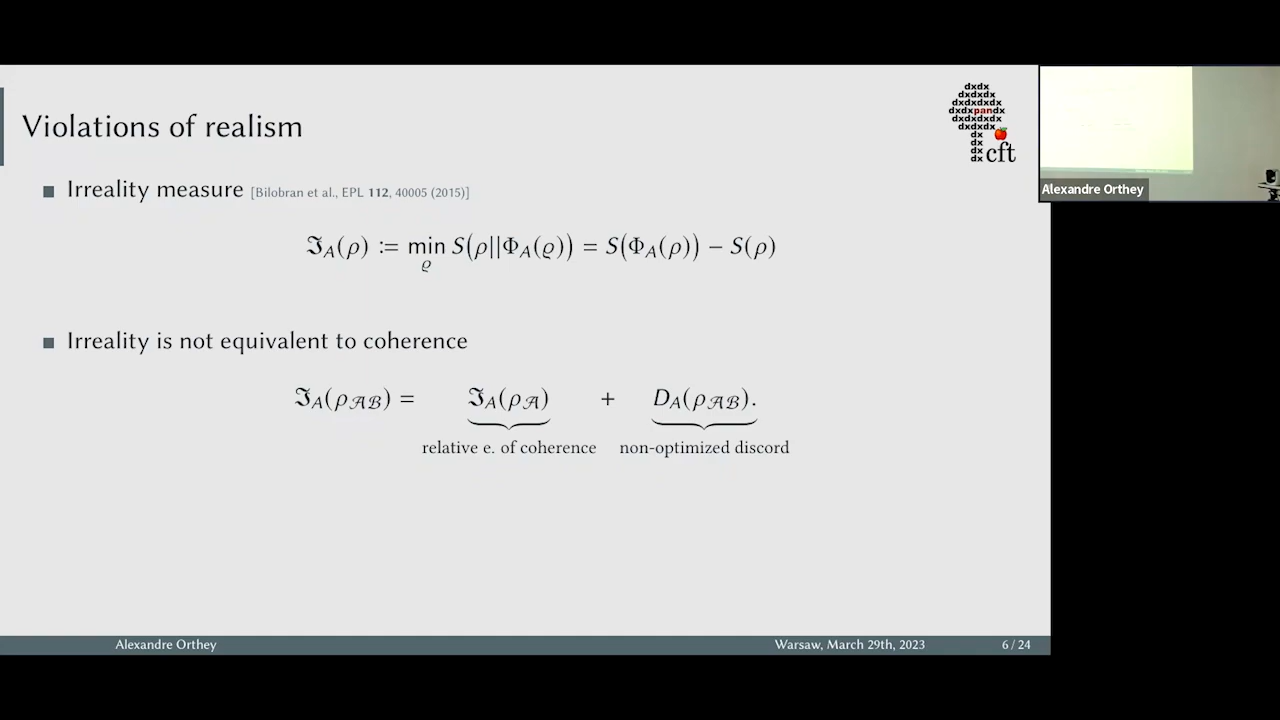 dxdx
dxdxdx
dxdxdxdx
dxdxpandx
dxdxdxdx
dxdxdx
dx
dx
dx
dx cft
Violations of realism
Irreality measure [Bilobran et al., EPL 112, 40005 (2015)]
ℑ_A(ρ) := min_ϱ S(ρ||Φ_A(ϱ)) = S(Φ_A(ρ)) − S(ρ)
Irreality is not equivalent to coherence
ℑ_A(ρ_𝒜ℬ) = ℑ_A(ρ_𝒜) + D_A(ρ_𝒜ℬ).
relative e. of coherence non-optimized discord
Alexandre Orthey Warsaw, March 29th, 2023 6 / 24
Alexandre Orthey